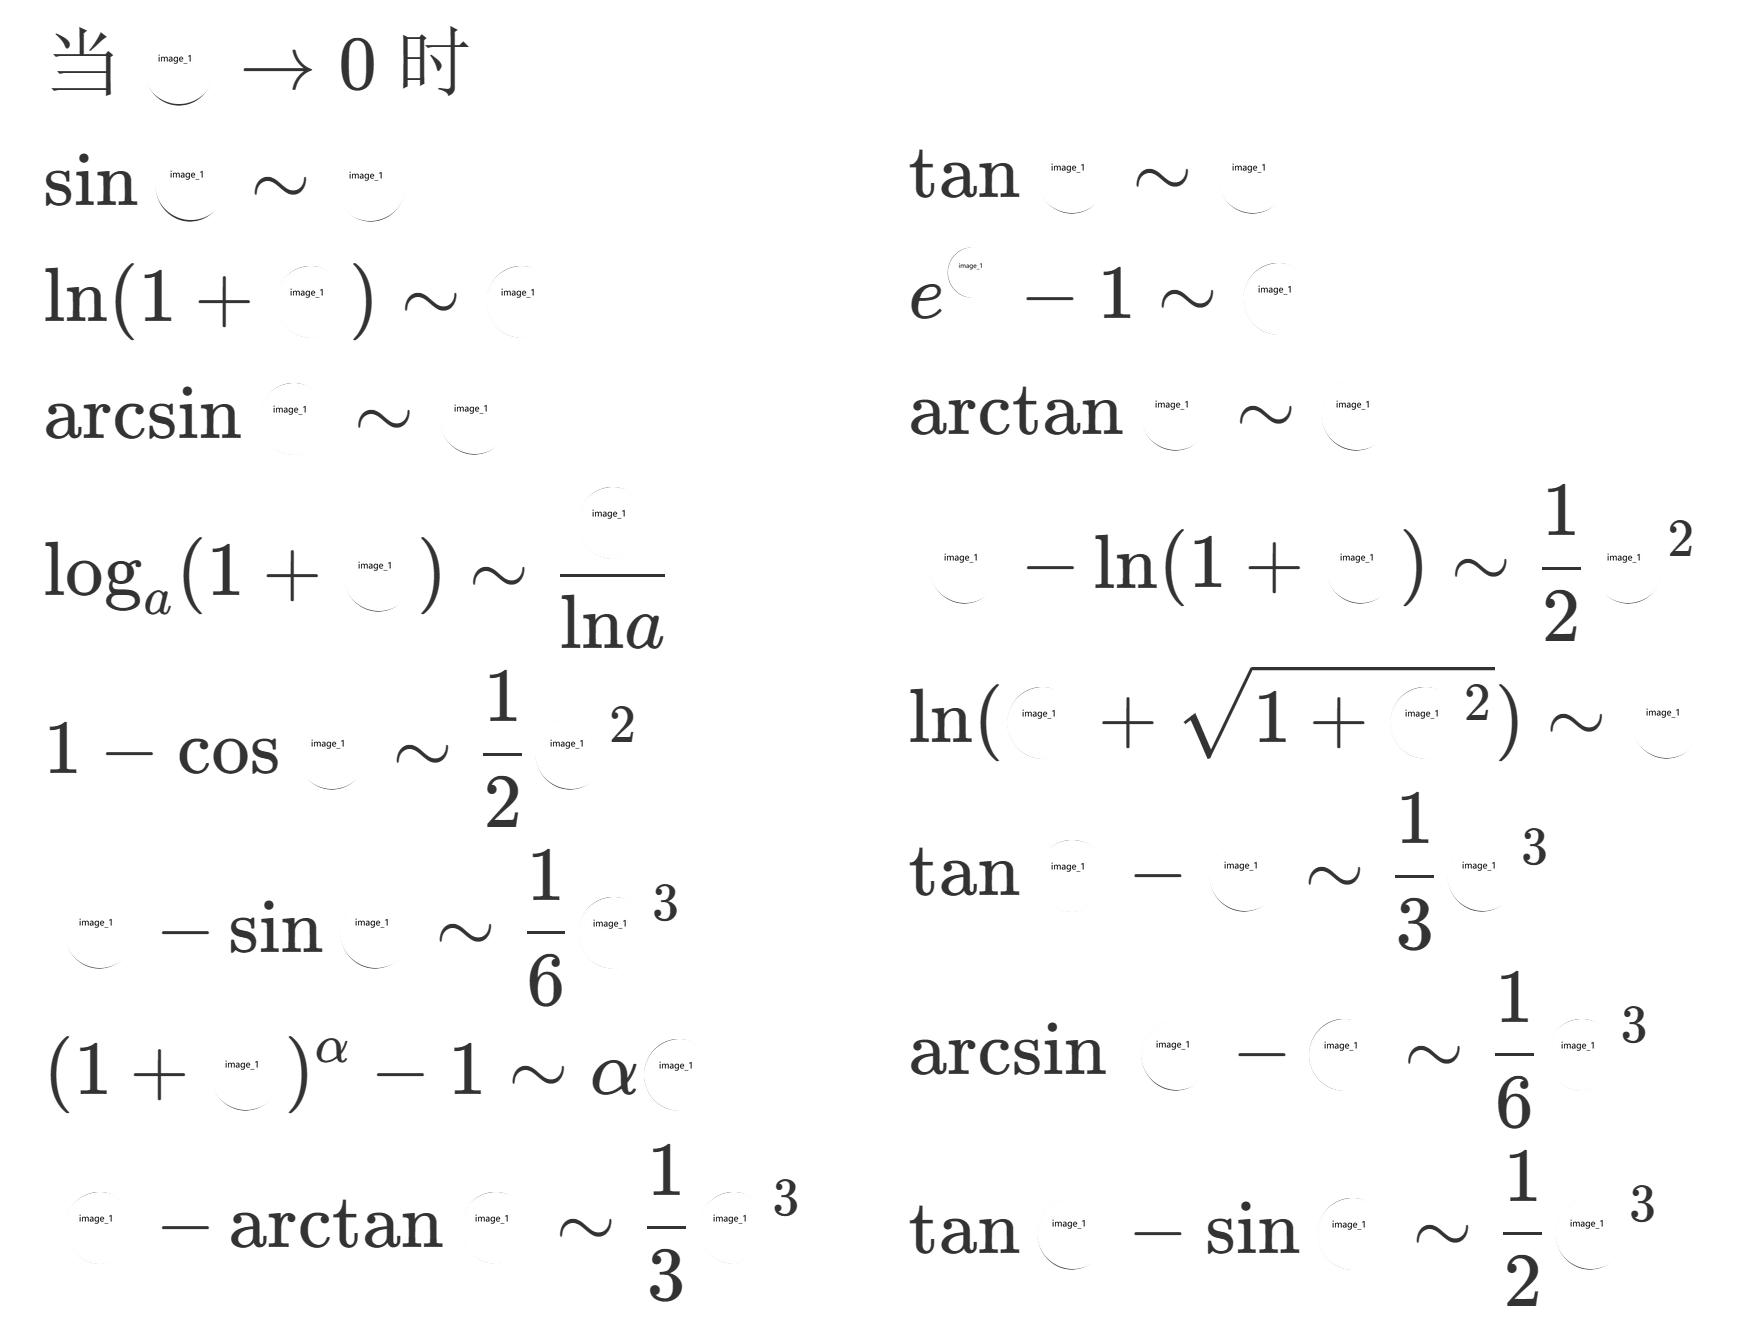 当 image_1 → 0 时
sin image_1 ~ image_1
tan image_1 ~ image_1
ln(1 + image_1) ~ image_1
e^image_1 − 1 ~ image_1
arcsin image_1 ~ image_1
arctan image_1 ~ image_1
log_a(1 + image_1) ~ image_1 / lna
image_1 − ln(1 + image_1) ~ 1/2 image_1^2
1 − cos image_1 ~ 1/2 image_1^2
ln(image_1 + √(1 + image_1^2)) ~ image_1
image_1 − sin image_1 ~ 1/6 image_1^3
tan image_1 − image_1 ~ 1/3 image_1^3
(1 + image_1)^α − 1 ~ α image_1
arcsin image_1 − image_1 ~ 1/6 image_1^3
image_1 − arctan image_1 ~ 1/3 image_1^3
tan image_1 − sin image_1 ~ 1/2 image_1^3